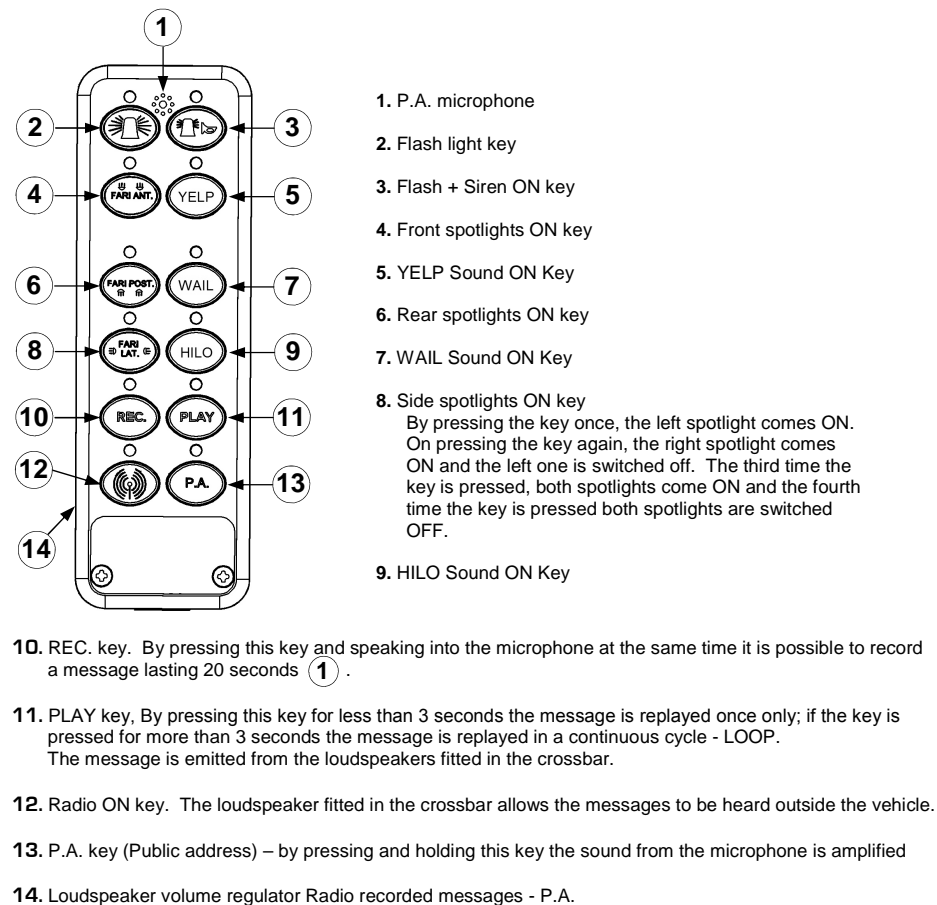 1
2
3
4
FARI ANT.
YELP
5
6
FARI POST.
WAIL
7
8
FARI
LAT.
HILO
9
10
REC.
PLAY
11
12
P.A.
13
14
1. P.A. microphone
2. Flash light key
3. Flash + Siren ON key
4. Front spotlights ON key
5. YELP Sound ON Key
6. Rear spotlights ON key
7. WAIL Sound ON Key
8. Side spotlights ON key
By pressing the key once, the left spotlight comes ON.
On pressing the key again, the right spotlight comes
ON and the left one is switched off. The third time the
key is pressed, both spotlights come ON and the fourth
time the key is pressed both spotlights are switched
OFF.
9. HILO Sound ON Key
10. REC. key. By pressing this key and speaking into the microphone at the same time it is possible to record
a message lasting 20 seconds 1 .
11. PLAY key, By pressing this key for less than 3 seconds the message is replayed once only; if the key is
pressed for more than 3 seconds the message is replayed in a continuous cycle - LOOP.
The message is emitted from the loudspeakers fitted in the crossbar.
12. Radio ON key. The loudspeaker fitted in the crossbar allows the messages to be heard outside the vehicle.
13. P.A. key (Public address) – by pressing and holding this key the sound from the microphone is amplified
14. Loudspeaker volume regulator Radio recorded messages - P.A.